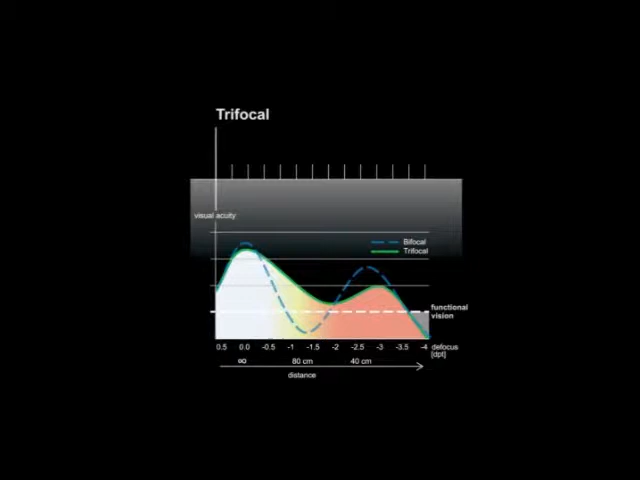 Trifocal
visual acuity
Bifocal
Trifocal
functional
vision
0.5 0.0 -0.5 -1 -1.5 -2 -2.5 -3 -3.5 -4 defocus
[dpt]
∞ 80 cm 40 cm
distance